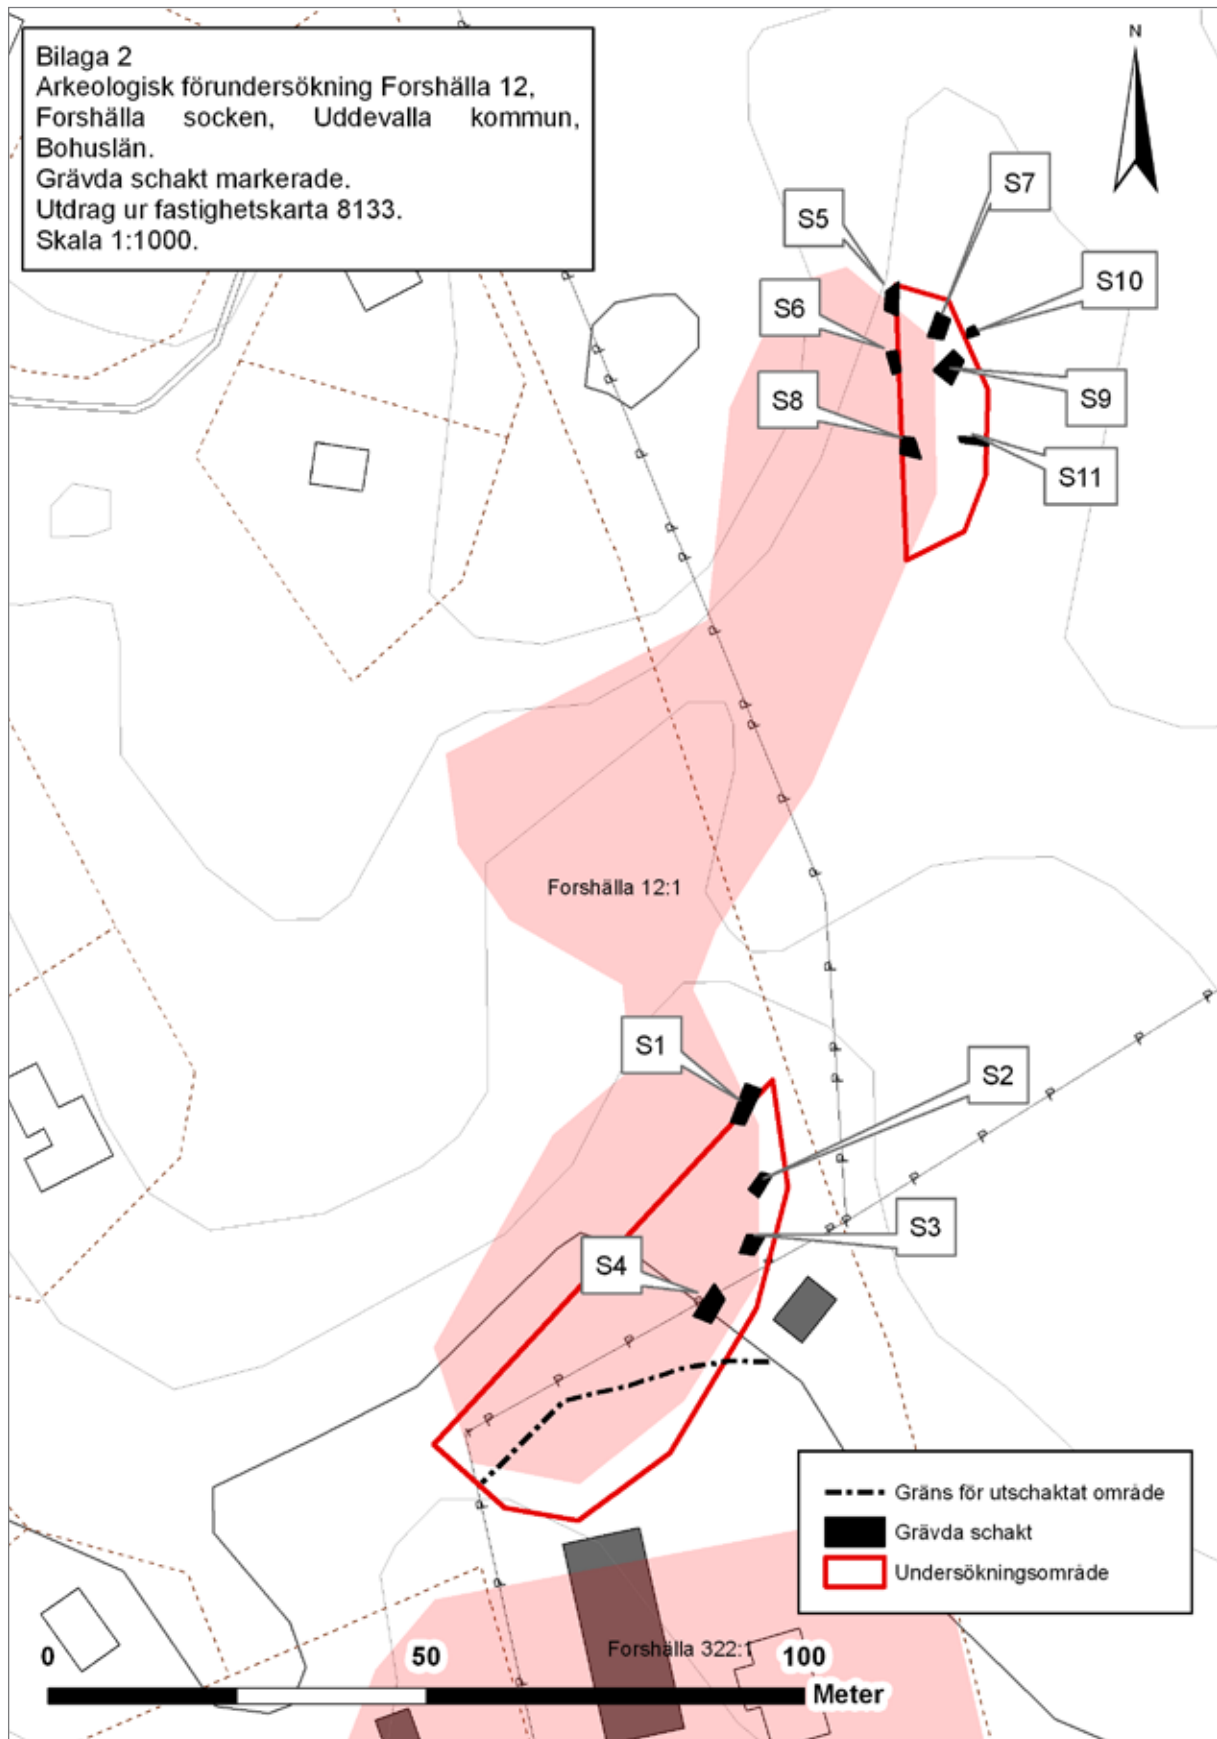 Bilaga 2
Arkeologisk förundersökning Forshälla 12,
Forshälla socken, Uddevalla kommun,
Bohuslän.
Grävda schakt markerade.
Utdrag ur fastighetskarta 8133.
Skala 1:1000.
N
S7
S5
S10
S6
S9
S8
S11
Forshälla 12:1
S1
S2
S3
S4
Gräns för utschaktat område
Grävda schakt
Undersökningsområde
Forshälla 322:1
0 50 100
Meter